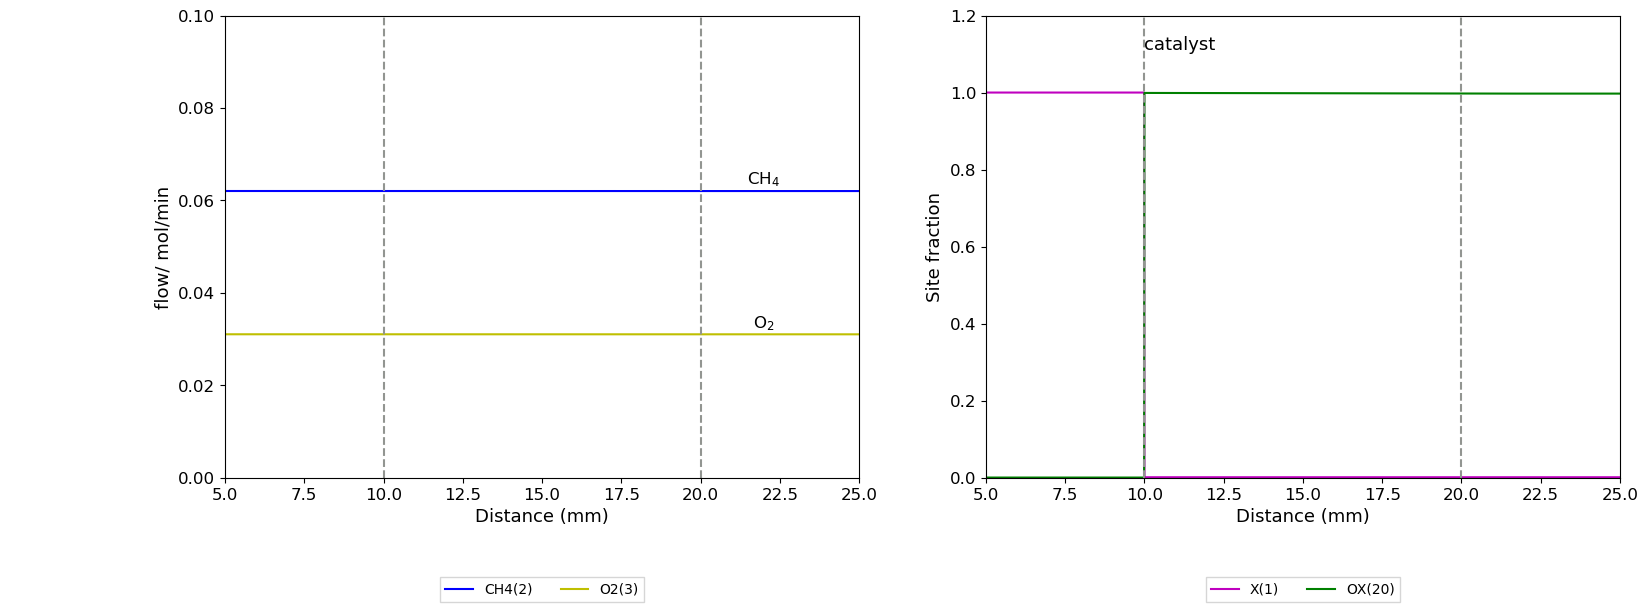 0.10
0.08
0.06
0.04
0.02
0.00
flow/ mol/min
CH₄
O₂
5.0 7.5 10.0 12.5 15.0 17.5 20.0 22.5 25.0
Distance (mm)
CH4(2) O2(3)
1.2
1.0
0.8
0.6
0.4
0.2
0.0
Site fraction
catalyst
5.0 7.5 10.0 12.5 15.0 17.5 20.0 22.5 25.0
Distance (mm)
X(1) OX(20)